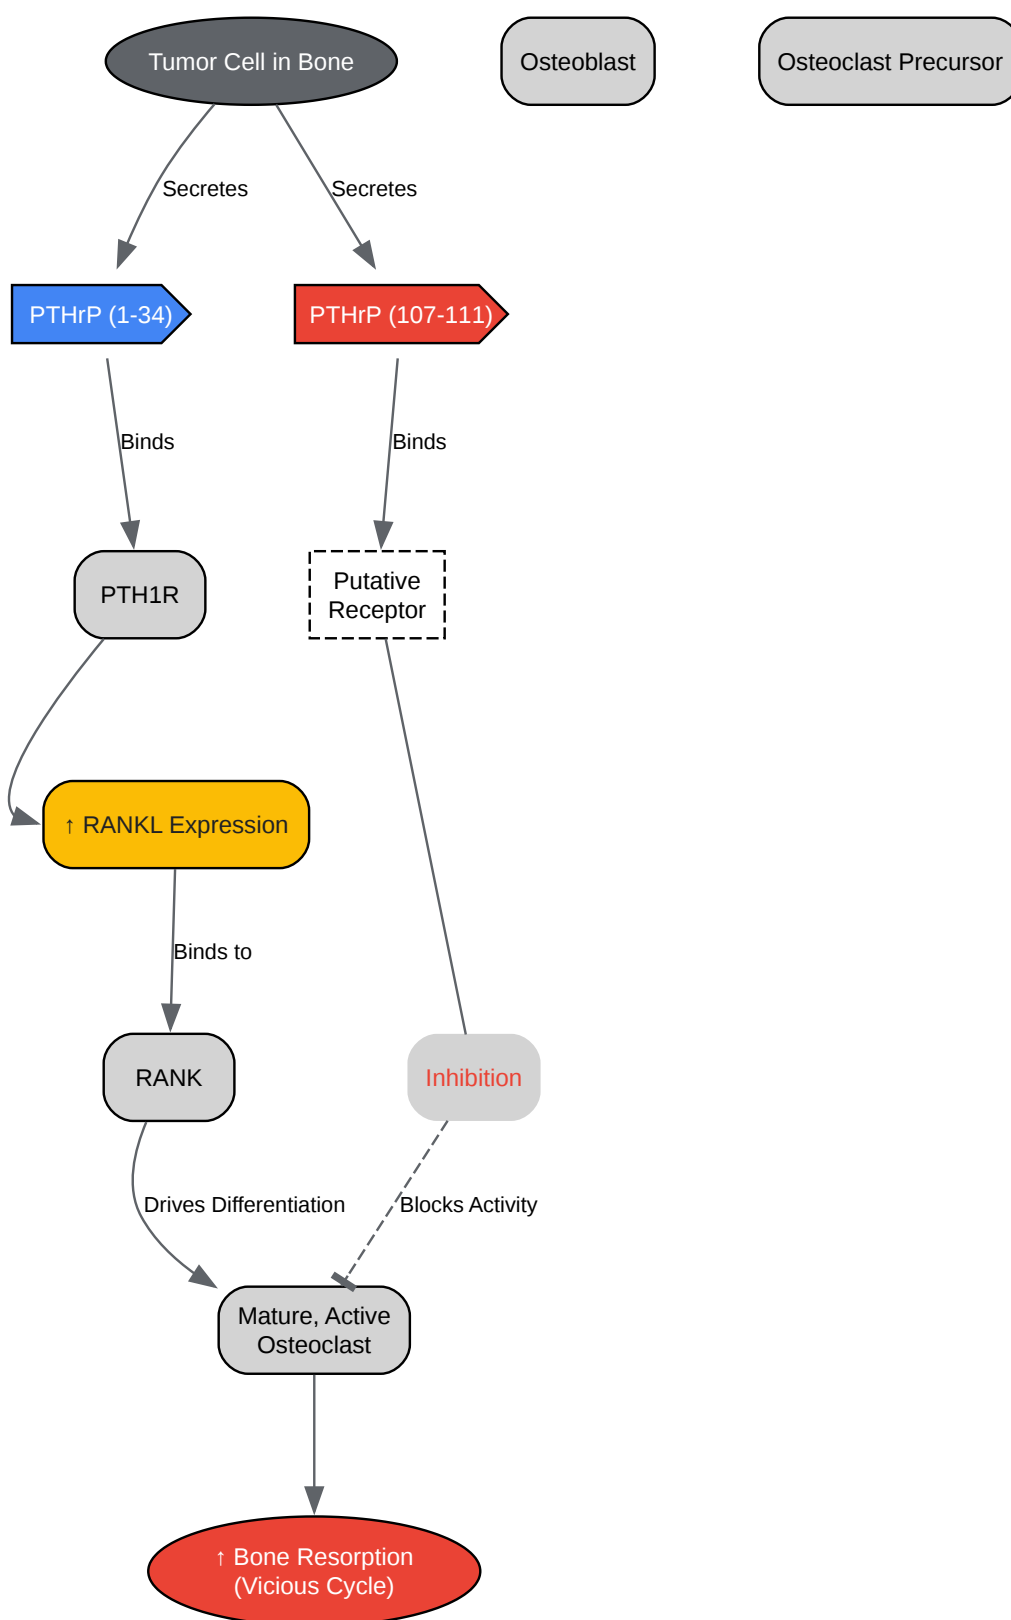 Tumor Cell in Bone
Osteoblast
Osteoclast Precursor
Secretes
Secretes
PTHrP (1-34)
PTHrP (107-111)
Binds
Binds
PTH1R
Putative
Receptor
↑ RANKL Expression
Binds to
RANK
Inhibition
Drives Differentiation
Blocks Activity
Mature, Active
Osteoclast
↑ Bone Resorption
(Vicious Cycle)